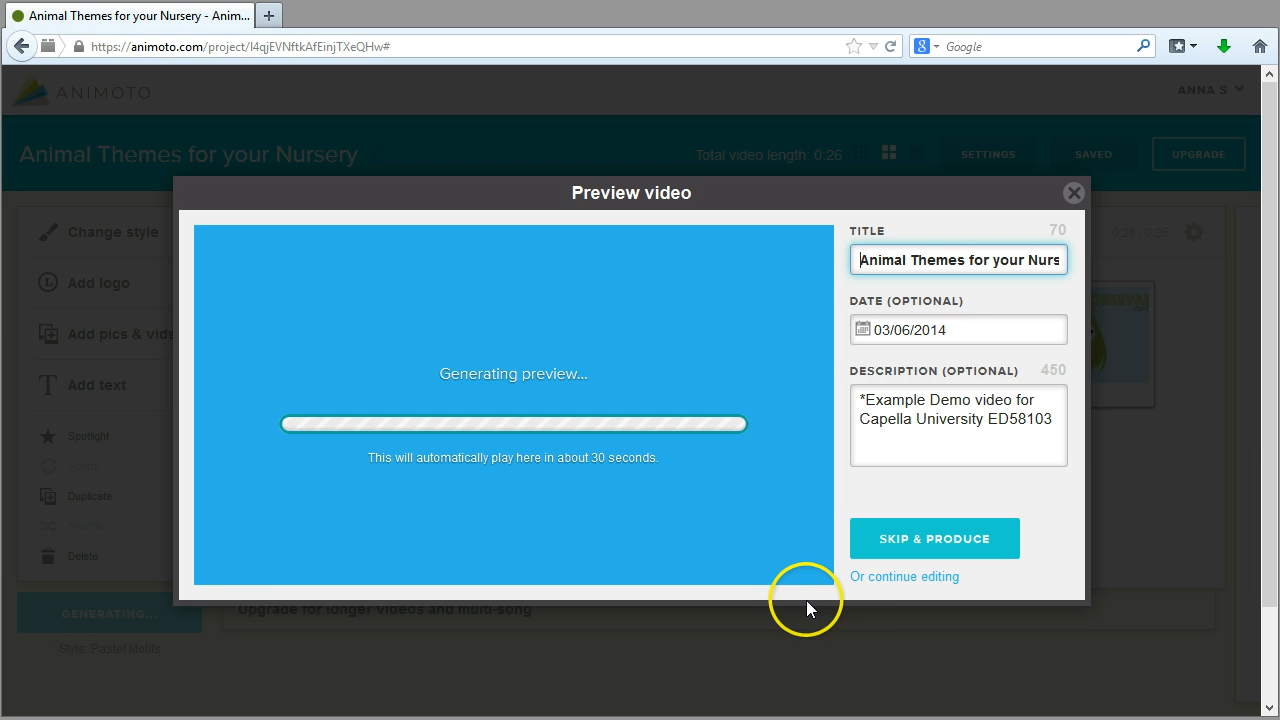 Animal Themes for your Nursery - Anim...
https://animoto.com/project/l4qjEVNftkAfEinjTXeQHw#
Google
ANIMOTO
ANNA S
Animal Themes for your Nursery
Total video length: 0:26
SETTINGS
SAVED
UPGRADE
Preview video
Change style
Add logo
Add pics & vids
Add text
Spotlight
Duplicate
Delete
GENERATING...
Style: Pastel Motifs
Generating preview...
This will automatically play here in about 30 seconds.
TITLE 70
Animal Themes for your Nurs
DATE (OPTIONAL)
03/06/2014
DESCRIPTION (OPTIONAL) 450
*Example Demo video for
Capella University ED58103
SKIP & PRODUCE
Or continue editing
0:26 / 0:35
Upgrade for longer videos and multi-song